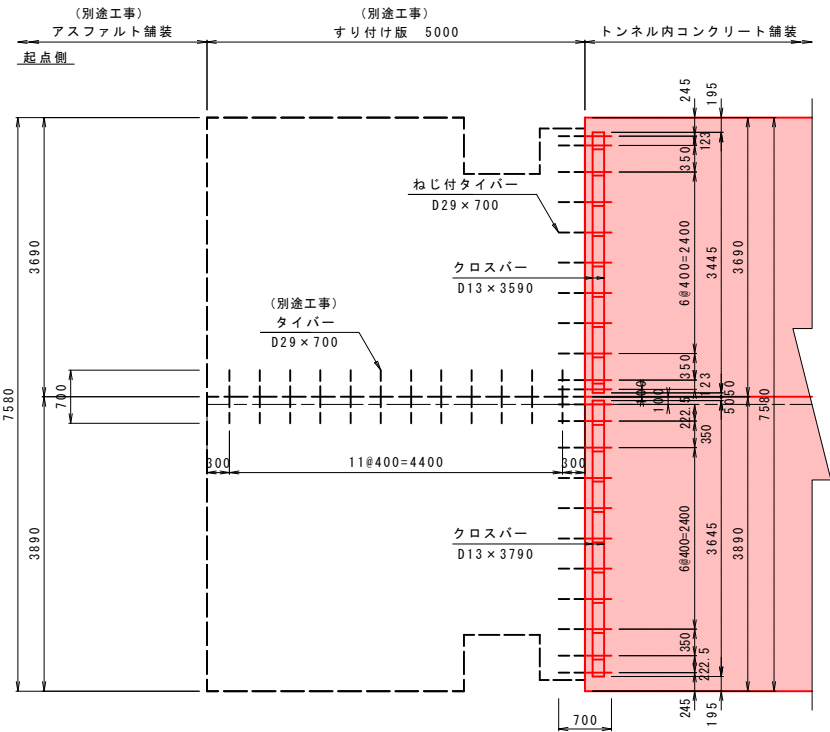 (別途工事)
アスファルト舗装
(別途工事)
すり付け版 5000
トンネル内コンクリート舗装
起点側
245
195
123
350
ねじ付タイバー
D29×700
3690
6@400=2400
3445
3690
クロスバー
D13×3590
(別途工事)
タイバー
D29×700
350
123
700
7580
100
100
50
50
7580
222.5
350
300
11@400=4400
300
クロスバー
D13×3790
3890
6@400=2400
3645
3890
350
222.5
245
195
700